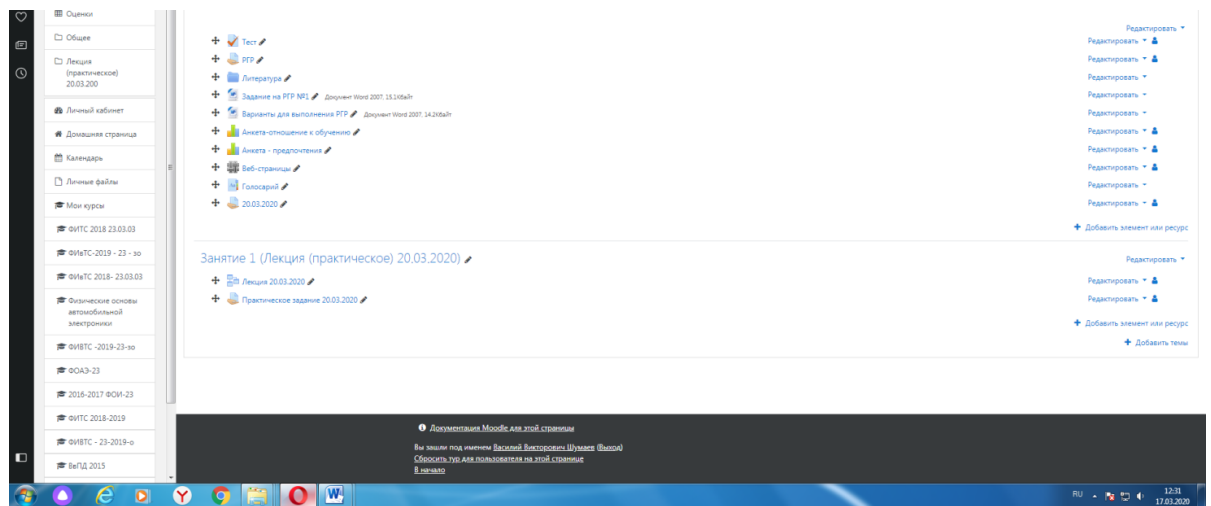 Оценки
Общее
Лекция
(практическое)
20.03.200
Личный кабинет
Домашняя страница
Календарь
Личные файлы
Мои курсы
ФИТС 2018 23.03.03
ФИвТС-2019 - 23 - зо
ФИвТС 2018- 23.03.03
Физические основы
автомобильной
электроники
ФИВТС -2019-23-зо
ФОАЭ-23
2016-2017 ФОИ-23
ФИТС 2018-2019
ФИВТС - 23-2019-о
ВвПД 2015
Редактировать
Тест Редактировать
РГР Редактировать
Литература Редактировать
Задание на РГР №1 Документ Word 2007, 15.1Кбайт Редактировать
Варианты для выполнения РГР Документ Word 2007, 14.2Кбайт Редактировать
Анкета-отношение к обучению Редактировать
Анкета - предпочтения Редактировать
Веб-страницы Редактировать
Голосарий Редактировать
20.03.2020 Редактировать
Добавить элемент или ресурс
Занятие 1 (Лекция (практическое) 20.03.2020) Редактировать
Лекция 20.03.2020 Редактировать
Практическое задание 20.03.2020 Редактировать
Добавить элемент или ресурс
Добавить темы
Документация Moodle для этой страницы
Вы зашли под именем Василий Викторович Шумаев (Выход)
Сбросить тур для пользователя на этой странице
В начало
RU 12:31
17.03.2020